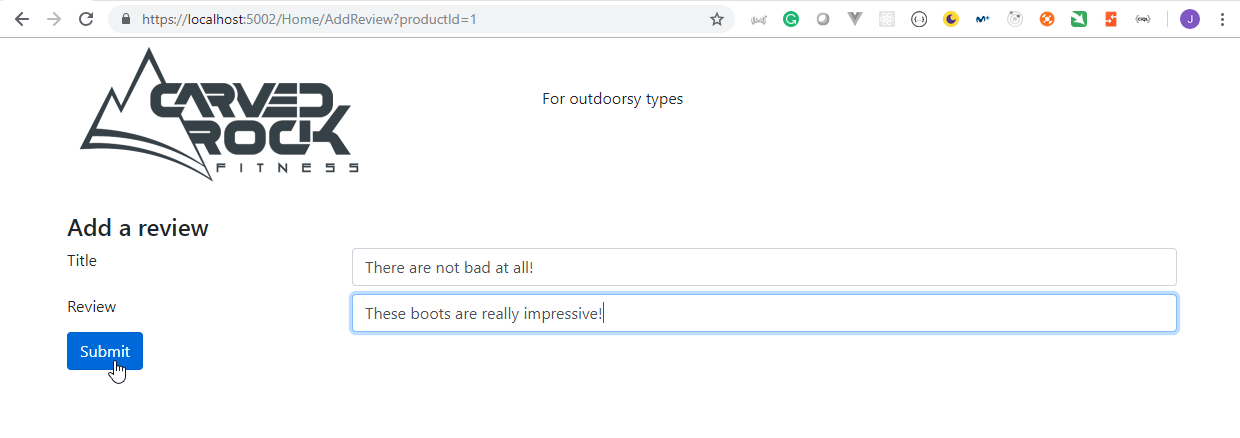 https://localhost:5002/Home/AddReview?productId=1
J
CARVED
ROCK
FITNESS
For outdoorsy types
Add a review
Title
There are not bad at all!
Review
These boots are really impressive!
Submit